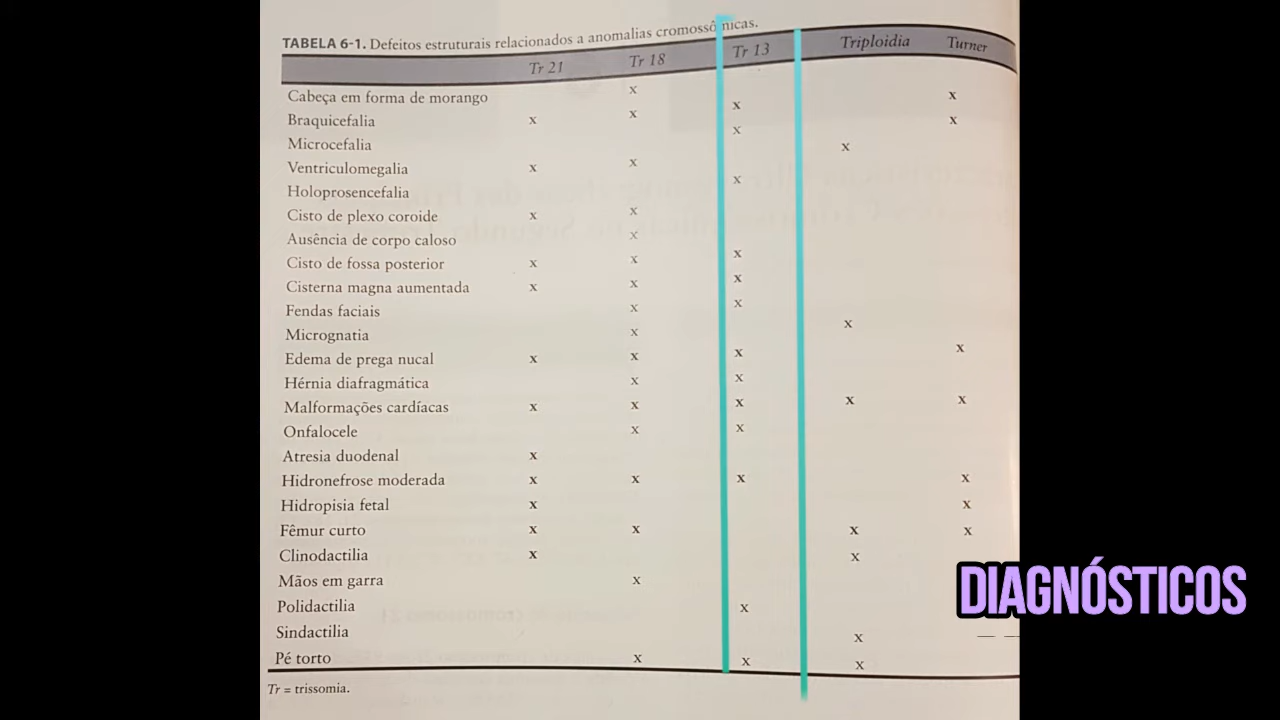 TABELA 6-1. Defeitos estruturais relacionados a anomalias cromossômicas.
Tr 21 Tr 18 Tr 13 Triploidia Turner
Cabeça em forma de morango x
Braquicefalia x x x x
Microcefalia x x
Ventriculomegalia x x x
Holoprosencefalia x
Cisto de plexo coroide x x
Ausência de corpo caloso x
Cisto de fossa posterior x x x
Cisterna magna aumentada x x x
Fendas faciais x x
Micrognatia x x
Edema de prega nucal x x x x
Hérnia diafragmática x x
Malformações cardíacas x x x x x
Onfalocele x x
Atresia duodenal x
Hidronefrose moderada x x x x
Hidropisia fetal x x
Fêmur curto x x x x
Clinodactilia x x
Mãos em garra x
Polidactilia x
Sindactilia x
Pé torto x x x
Tr = trissomia.
DIAGNÓSTICOS